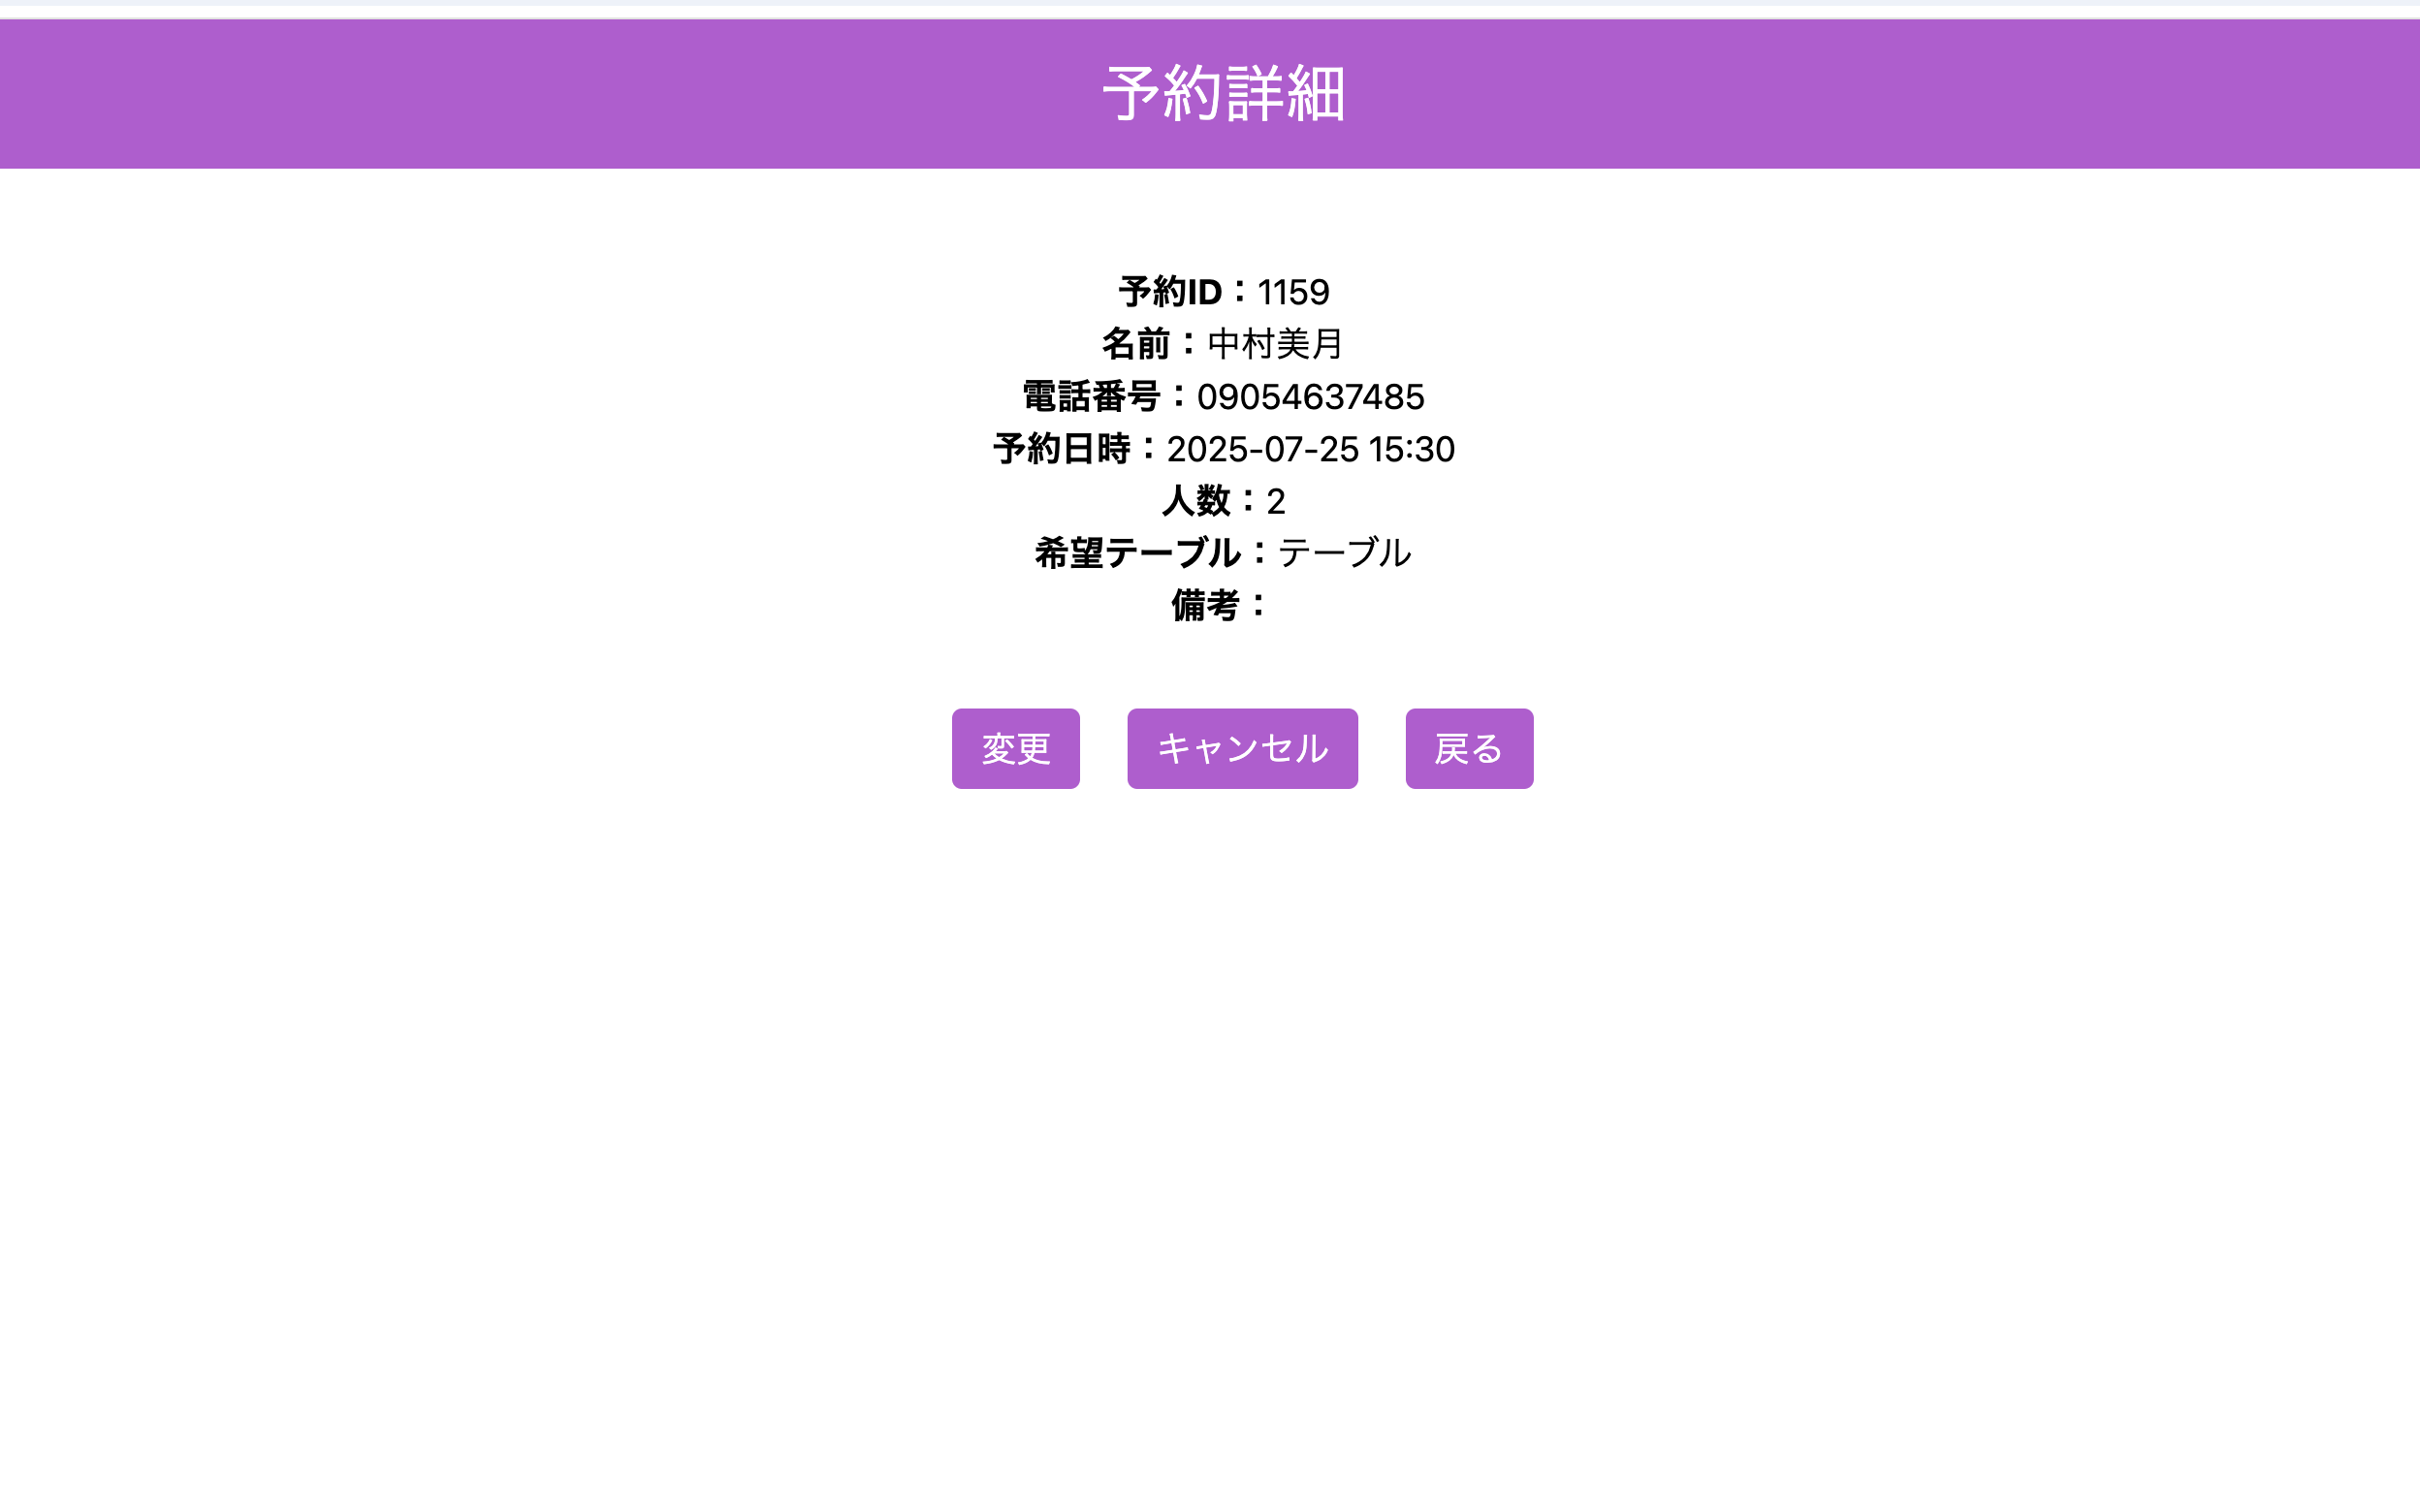 予約詳細
予約ID：1159
名前：中村美月
電話番号：09054637485
予約日時：2025-07-25 15:30
人数：2
希望テーブル：テーブル
備考：
変更 キャンセル 戻る